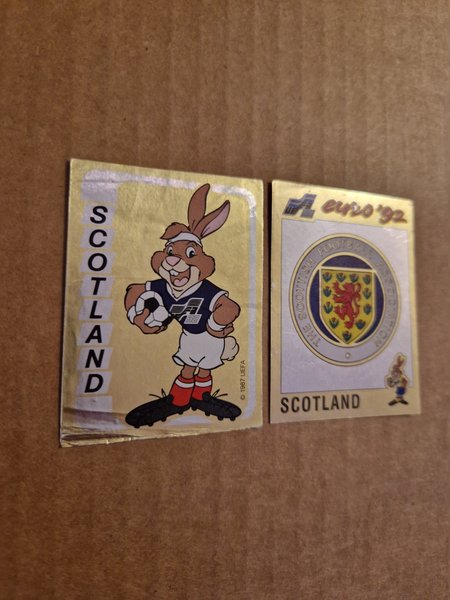 SCOTLAND
© 1987 UEFA
euro '92
THE SCOTTISH FOOTBALL ASSOCIATION
SCOTLAND